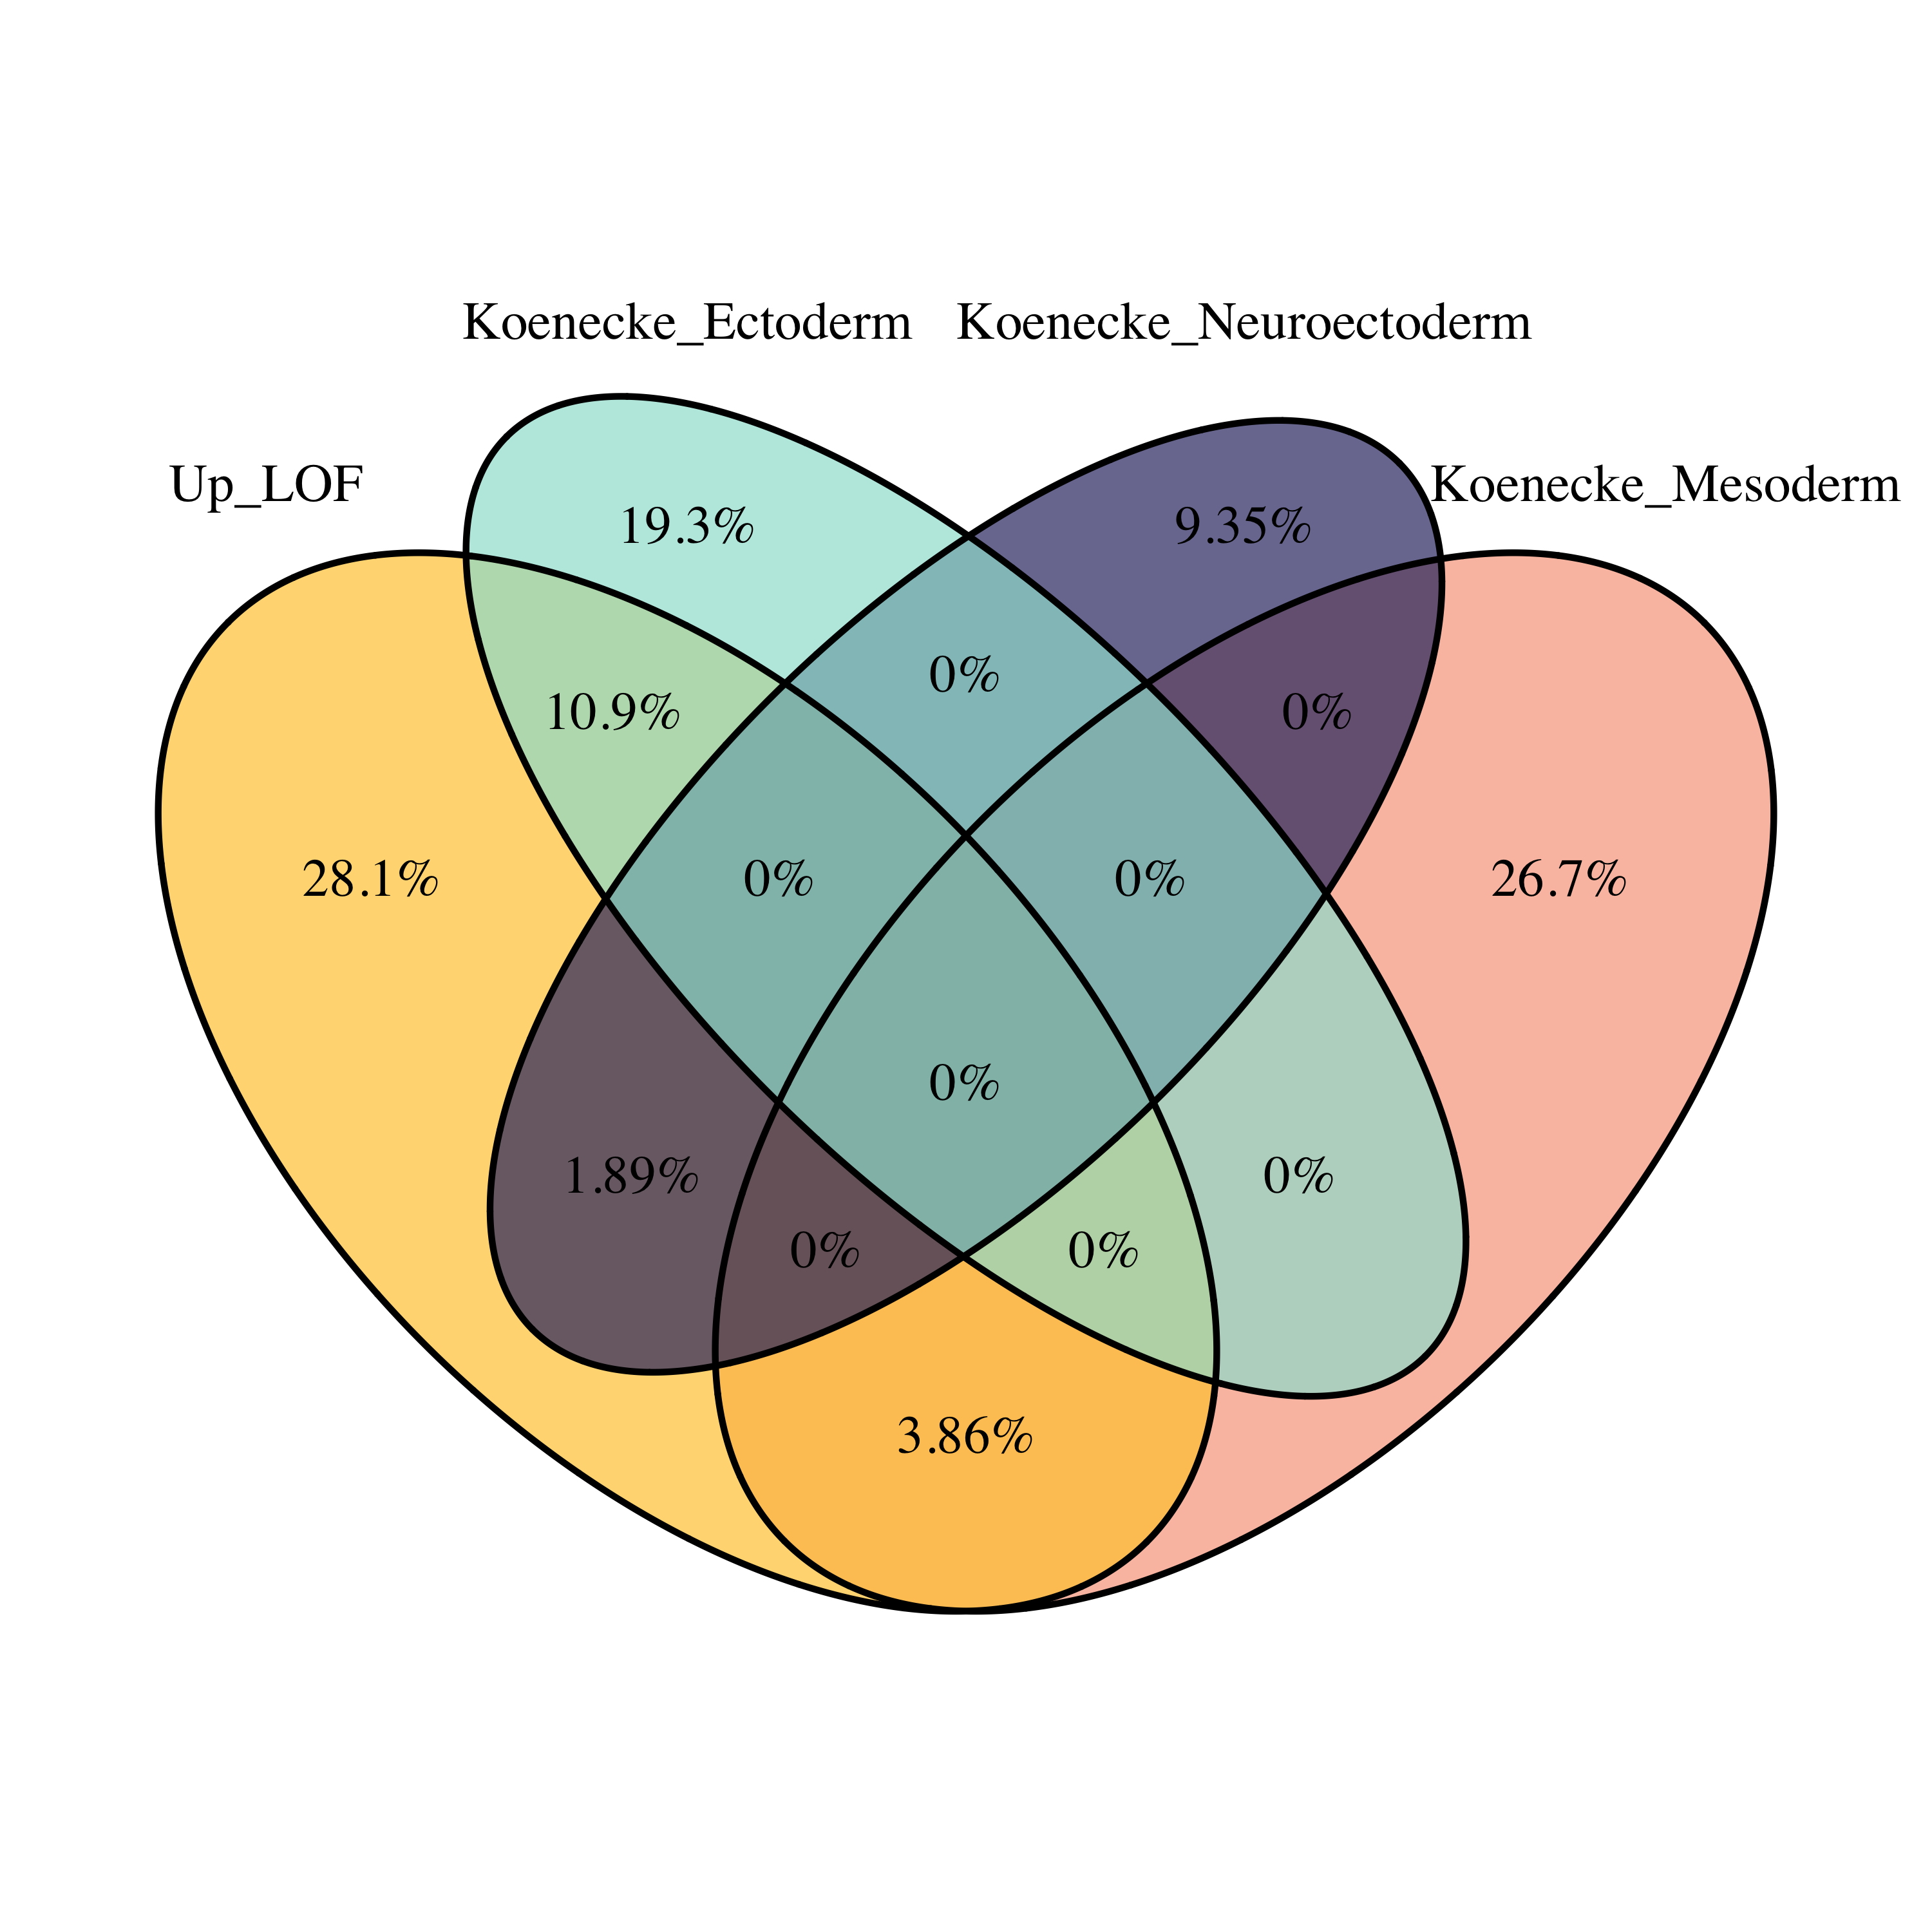 Koenecke_Ectoderm Koenecke_Neuroectoderm
Up_LOF Koenecke_Mesoderm
19.3% 9.35%
0%
10.9% 0%
28.1% 0% 0% 26.7%
0%
1.89% 0%
0% 0%
3.86%